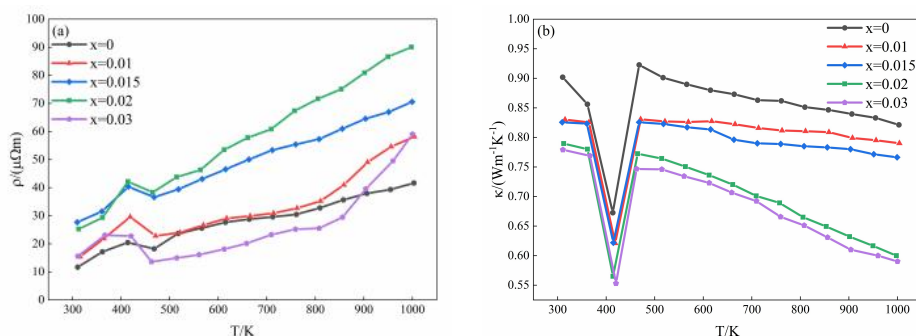 (a)
x=0
x=0.01
x=0.015
x=0.02
x=0.03
ρ/(μΩm)
100
90
80
70
60
50
40
30
20
10
0
300 400 500 600 700 800 900 1000
T/K
(b)
x=0
x=0.01
x=0.015
x=0.02
x=0.03
κ/(Wm⁻¹K⁻¹)
1.00
0.95
0.90
0.85
0.80
0.75
0.70
0.65
0.60
0.55
300 400 500 600 700 800 900 1000
T/K